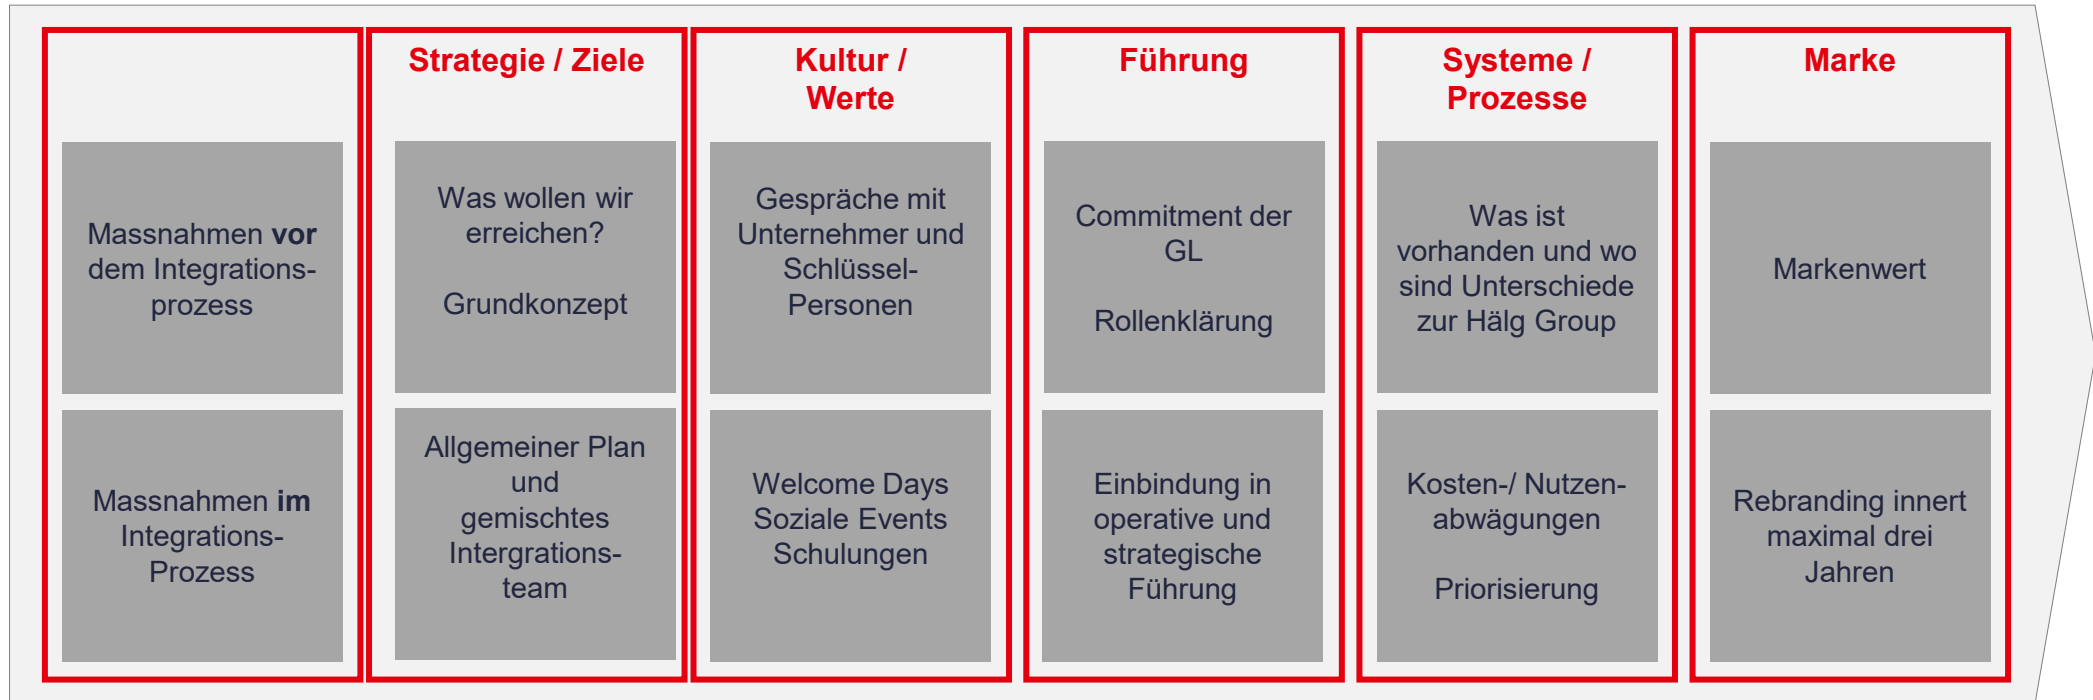 Strategie / Ziele
Kultur /
Werte
Führung
Systeme /
Prozesse
Marke
Massnahmen vor
dem Integrations-
prozess
Was wollen wir
erreichen?
Grundkonzept
Gespräche mit
Unternehmer und
Schlüssel-
Personen
Commitment der
GL
Rollenklärung
Was ist
vorhanden und wo
sind Unterschiede
zur Hälg Group
Markenwert
Massnahmen im
Integrations-
Prozess
Allgemeiner Plan
und
gemischtes
Intergrations-
team
Welcome Days
Soziale Events
Schulungen
Einbindung in
operative und
strategische
Führung
Kosten-/ Nutzen-
abwägungen
Priorisierung
Rebranding innert
maximal drei
Jahren